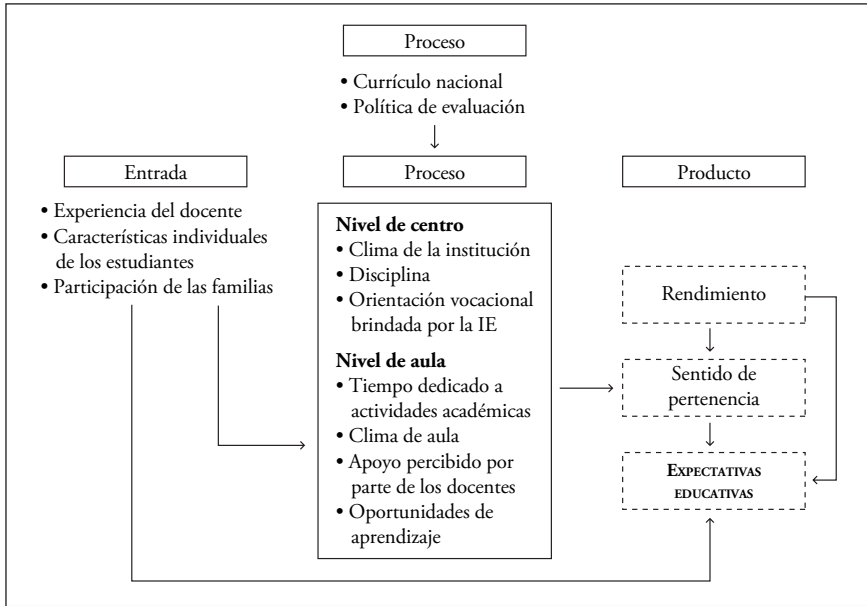 Proceso
• Currículo nacional
• Política de evaluación
Entrada
• Experiencia del docente
• Características individuales
de los estudiantes
• Participación de las familias
Proceso
Nivel de centro
• Clima de la institución
• Disciplina
• Orientación vocacional
brindada por la IE
Nivel de aula
• Tiempo dedicado a
actividades académicas
• Clima de aula
• Apoyo percibido por
parte de los docentes
• Oportunidades de
aprendizaje
Producto
Rendimiento
Sentido de
pertenencia
EXPECTATIVAS
EDUCATIVAS